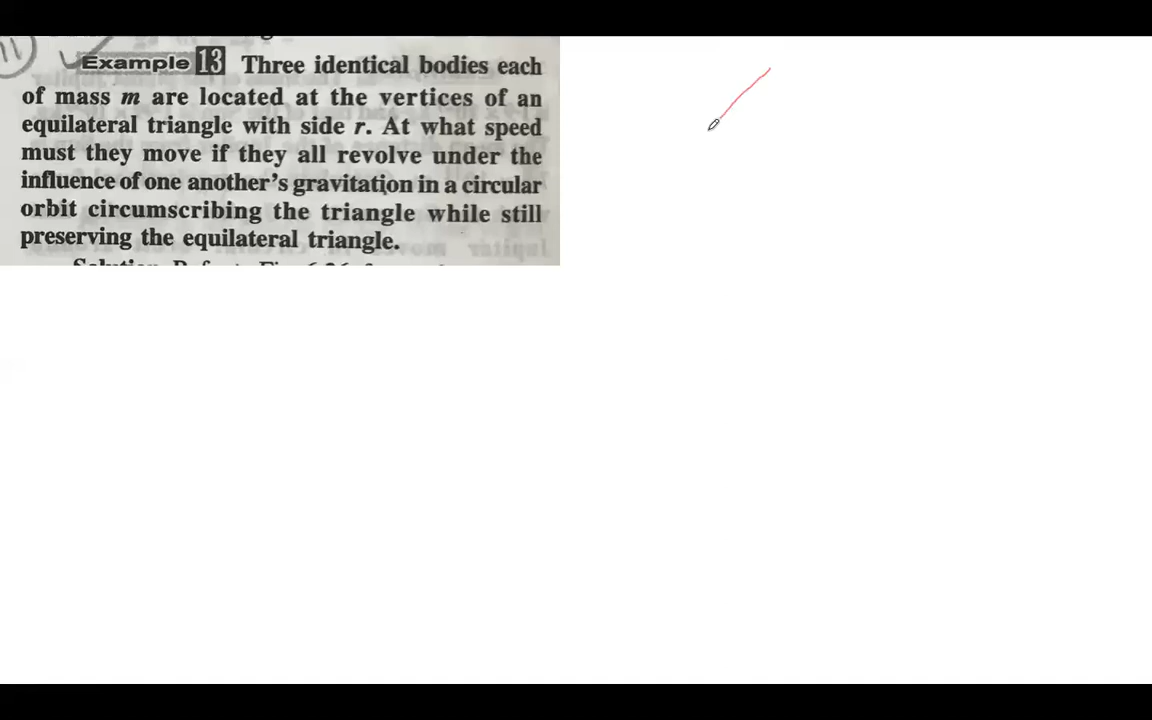 11
Example 13 Three identical bodies each
of mass m are located at the vertices of an
equilateral triangle with side r. At what speed
must they move if they all revolve under the
influence of one another's gravitation in a circular
orbit circumscribing the triangle while still
preserving the equilateral triangle.